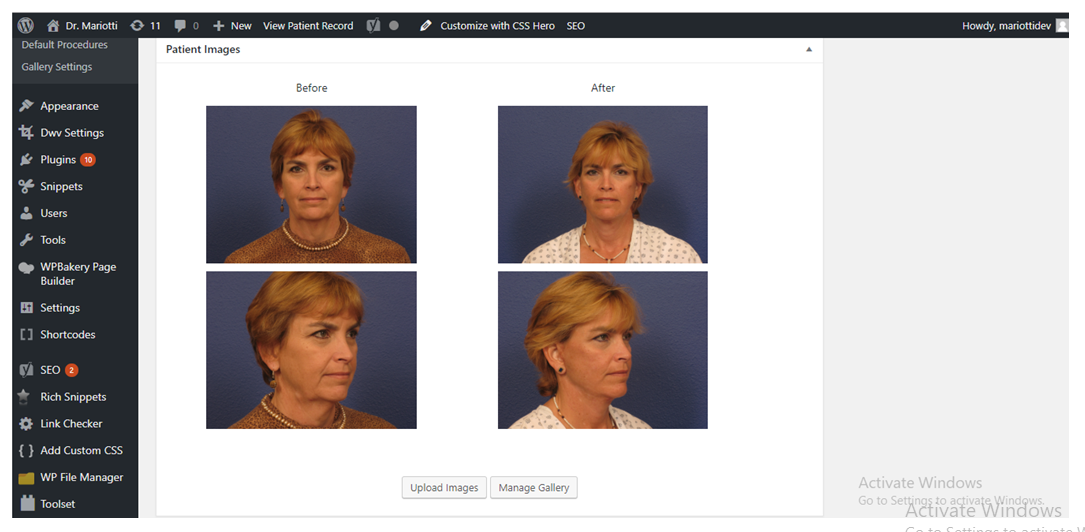 Dr. Mariotti 11 0 New View Patient Record Customize with CSS Hero SEO Howdy, mariottidev
Default Procedures
Gallery Settings
Appearance
Dwv Settings
Plugins 10
Snippets
Users
Tools
WPBakery Page
Builder
Settings
Shortcodes
SEO 2
Rich Snippets
Link Checker
Add Custom CSS
WP File Manager
Toolset
Patient Images
Before After
Upload Images Manage Gallery
Activate Windows
Go to Settings to activate Windows.
Activate Windows
Go to Settings to activate W